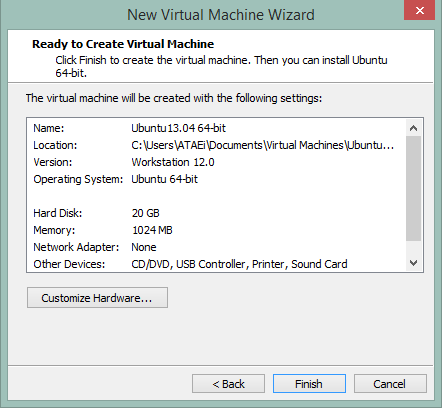 New Virtual Machine Wizard
Ready to Create Virtual Machine
Click Finish to create the virtual machine. Then you can install Ubuntu
64-bit.
The virtual machine will be created with the following settings:
Name: Ubuntu13.04 64-bit
Location: C:\Users\ATAEi\Documents\Virtual Machines\Ubuntu...
Version: Workstation 12.0
Operating System: Ubuntu 64-bit
Hard Disk: 20 GB
Memory: 1024 MB
Network Adapter: None
Other Devices: CD/DVD, USB Controller, Printer, Sound Card
Customize Hardware...
< Back Finish Cancel